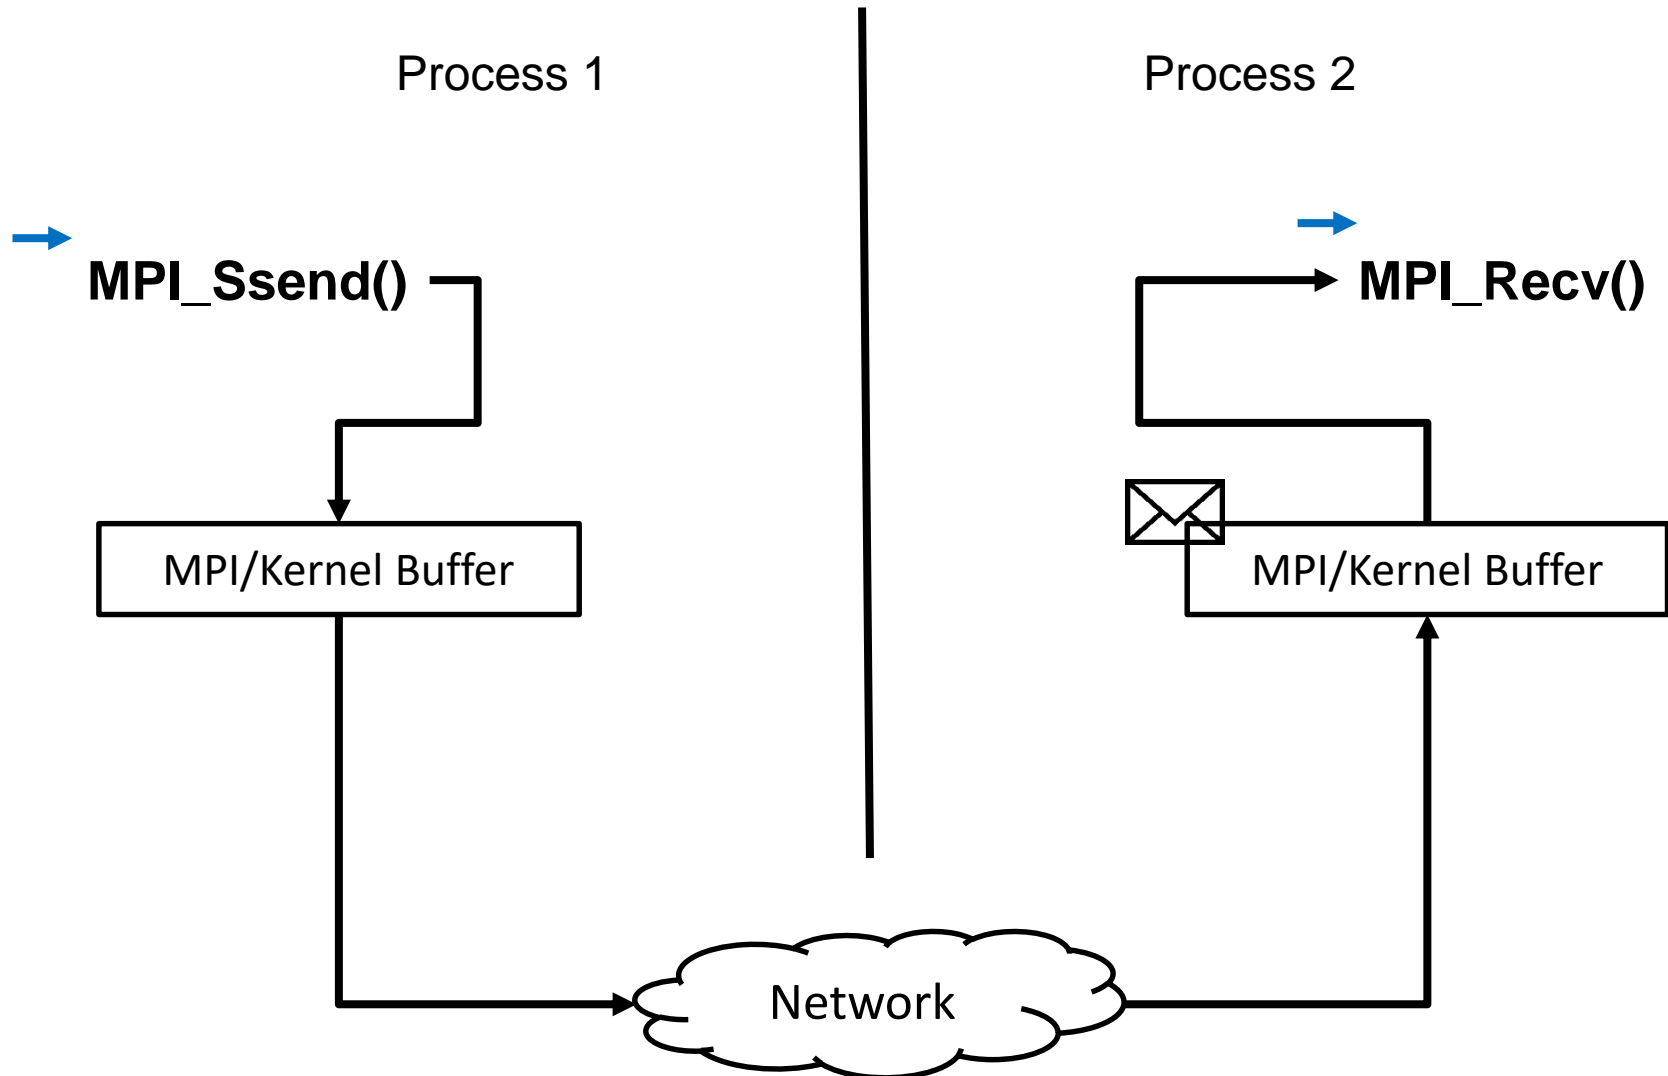 Process 1
Process 2
MPI_Ssend()
MPI_Recv()
MPI/Kernel Buffer
MPI/Kernel Buffer
Network